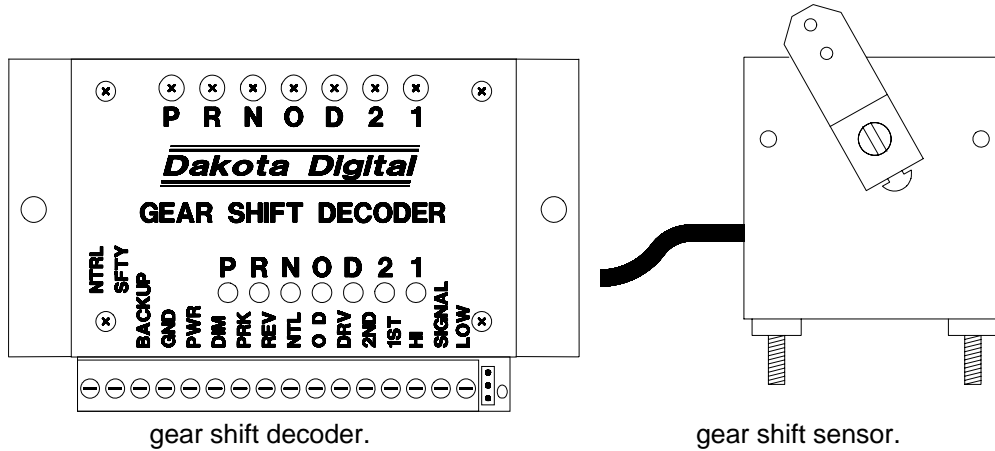 P R N O D 2 1
Dakota Digital
GEAR SHIFT DECODER
P R N O D 2 1
NTRL
SFTY
BACKUP
GND
PWR
DIM
PRK
REV
NTL
O D
DRV
2ND
1ST
HI
SIGNAL
LOW
gear shift decoder.
gear shift sensor.